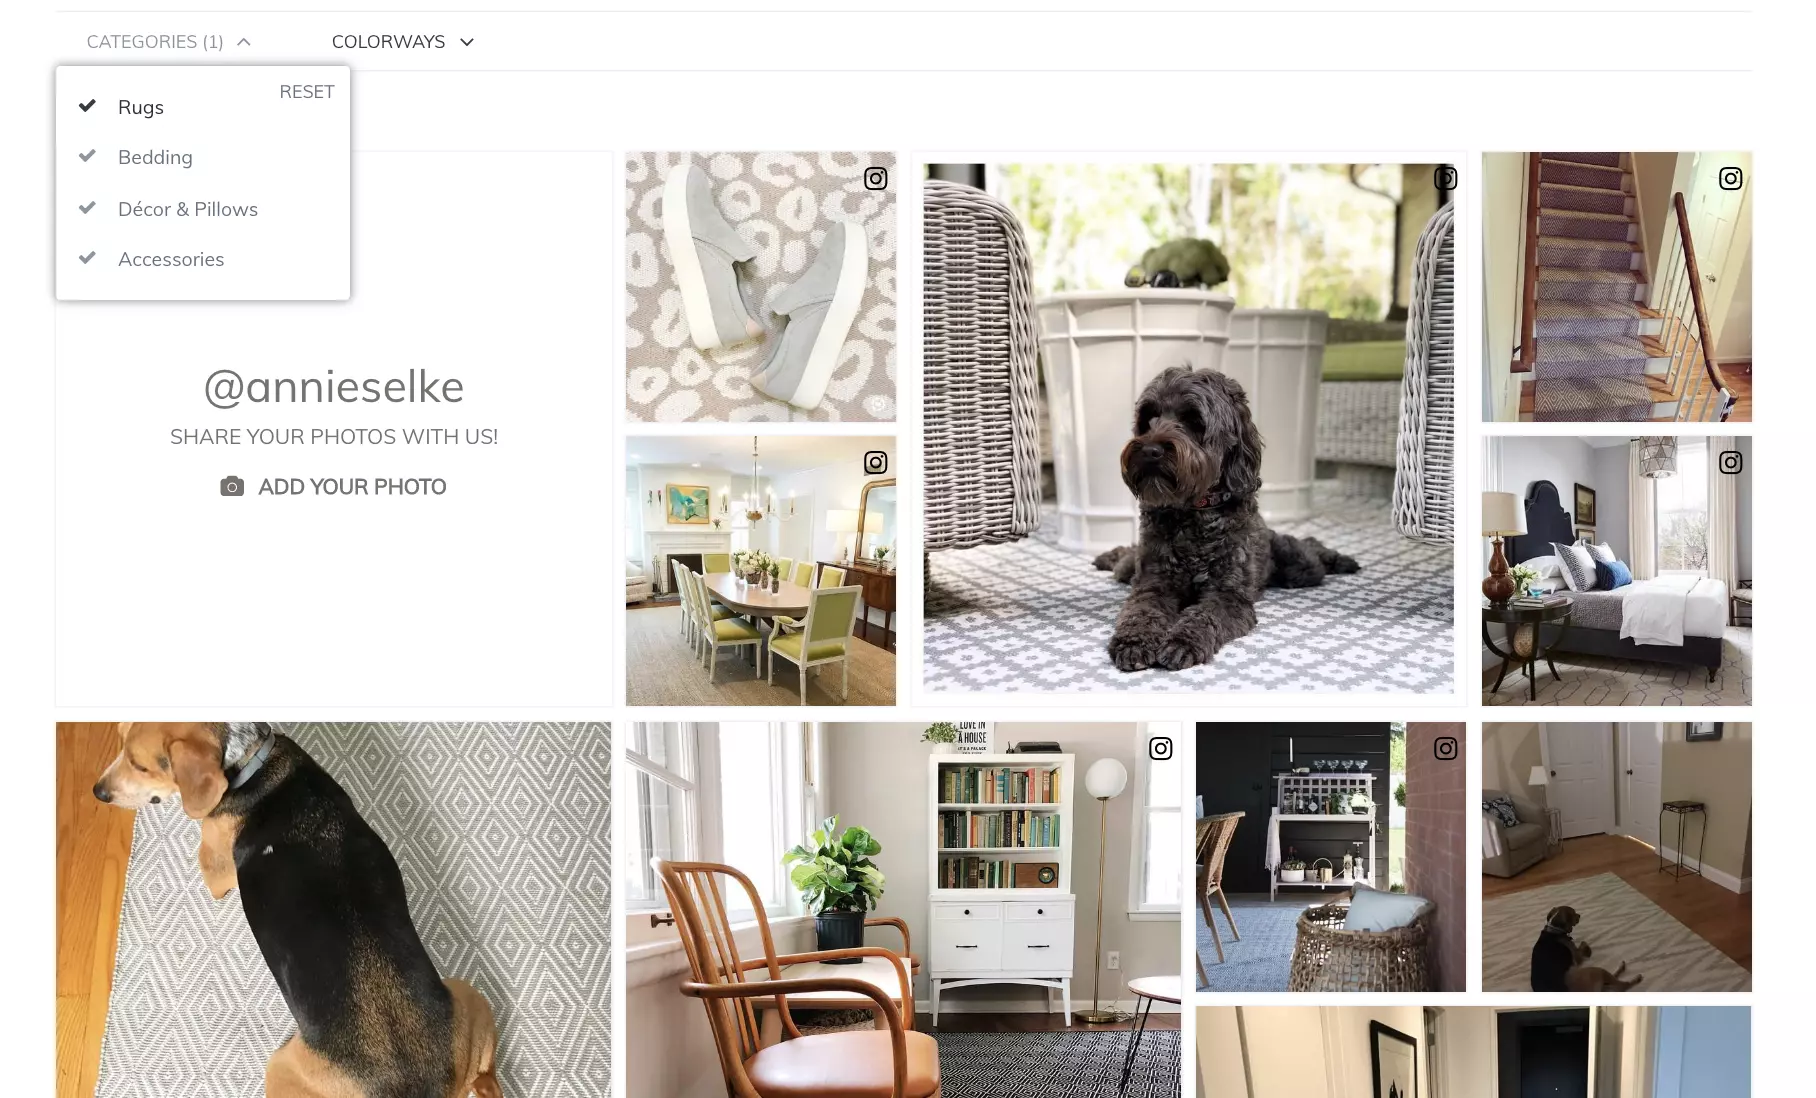 CATEGORIES (1)
COLORWAYS
RESET
Rugs
Bedding
Décor & Pillows
Accessories
@annieselke
SHARE YOUR PHOTOS WITH US!
ADD YOUR PHOTO
LOVE IN
A HOUSE